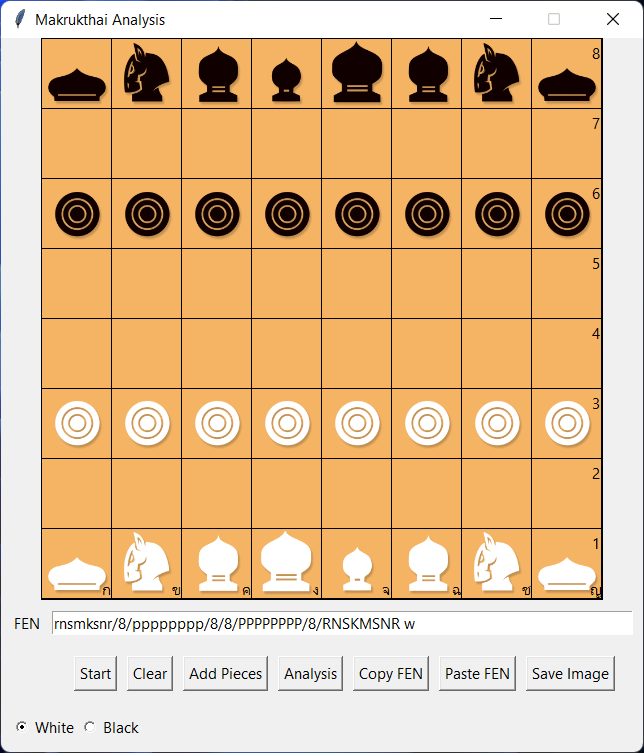 Makrukthai Analysis
8
7
6
5
4
3
2
1
ก ข ค ง จ ฉ ช ญ
FEN rnsmksnr/8/pppppppp/8/8/PPPPPPPP/8/RNSKMSNR w
Start Clear Add Pieces Analysis Copy FEN Paste FEN Save Image
White Black